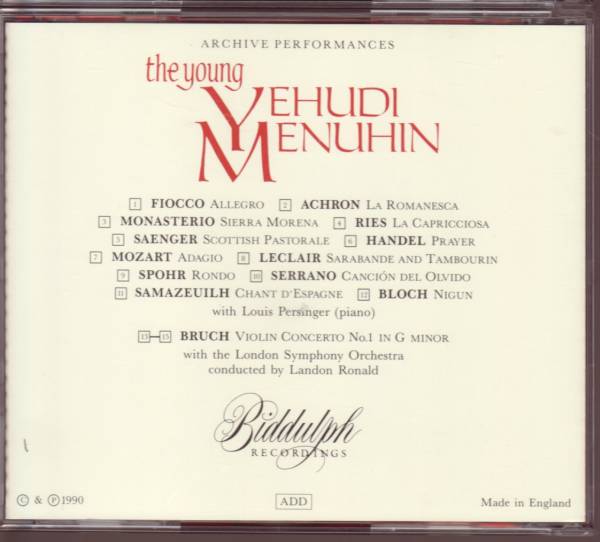 ARCHIVE PERFORMANCES
the young
YEHUDI
MENUHIN
1 FIOCCO ALLEGRO 2 ACHRON LA ROMANESCA
3 MONASTERIO SIERRA MORENA 4 RIES LA CAPRICCIOSA
5 SAENGER SCOTTISH PASTORALE 6 HANDEL PRAYER
7 MOZART ADAGIO 8 LECLAIR SARABANDE AND TAMBOURIN
9 SPOHR RONDO 10 SERRANO CANCIÓN DEL OLVIDO
11 SAMAZEUILH CHANT D'ESPAGNE 12 BLOCH NIGUN
with Louis Persinger (piano)
13—15 BRUCH VIOLIN CONCERTO NO.1 IN G MINOR
with the London Symphony Orchestra
conducted by Landon Ronald
Biddulph
RECORDINGS
© & ℗ 1990 ADD Made in England